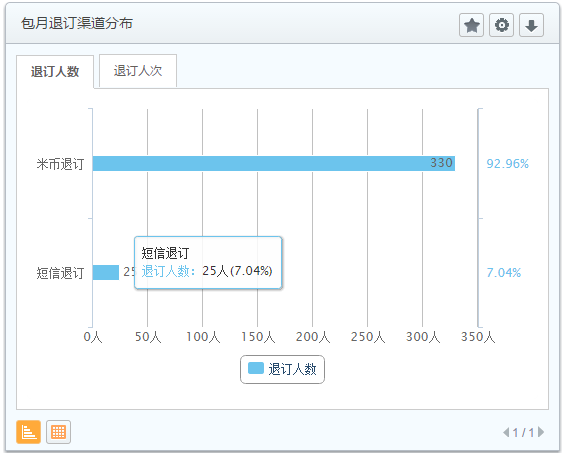 包月退订渠道分布
退订人数 退订人次
米币退订 330 92.96%
短信退订
退订人数：25人(7.04%)
短信退订 25 7.04%
0人 50人 100人 150人 200人 250人 300人 350人
退订人数
1 / 1